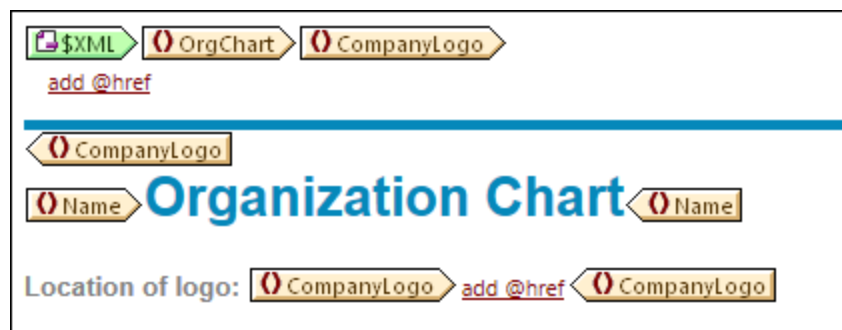 $XML OrgChart CompanyLogo
add @href
CompanyLogo
Name Organization Chart Name
Location of logo: CompanyLogo add @href CompanyLogo